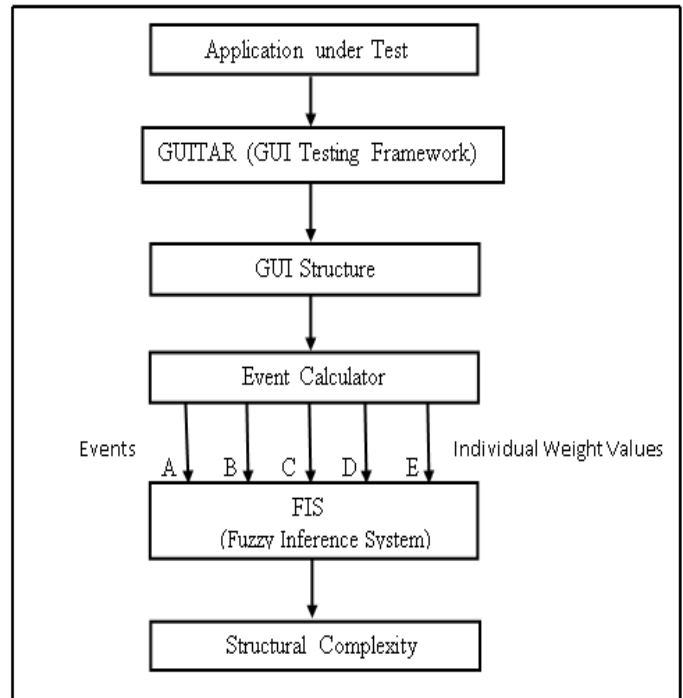 Application under Test
GUITAR (GUI Testing Framework)
GUI Structure
Event Calculator
Events
Individual Weight Values
A B C D E
FIS
(Fuzzy Inference System)
Structural Complexity